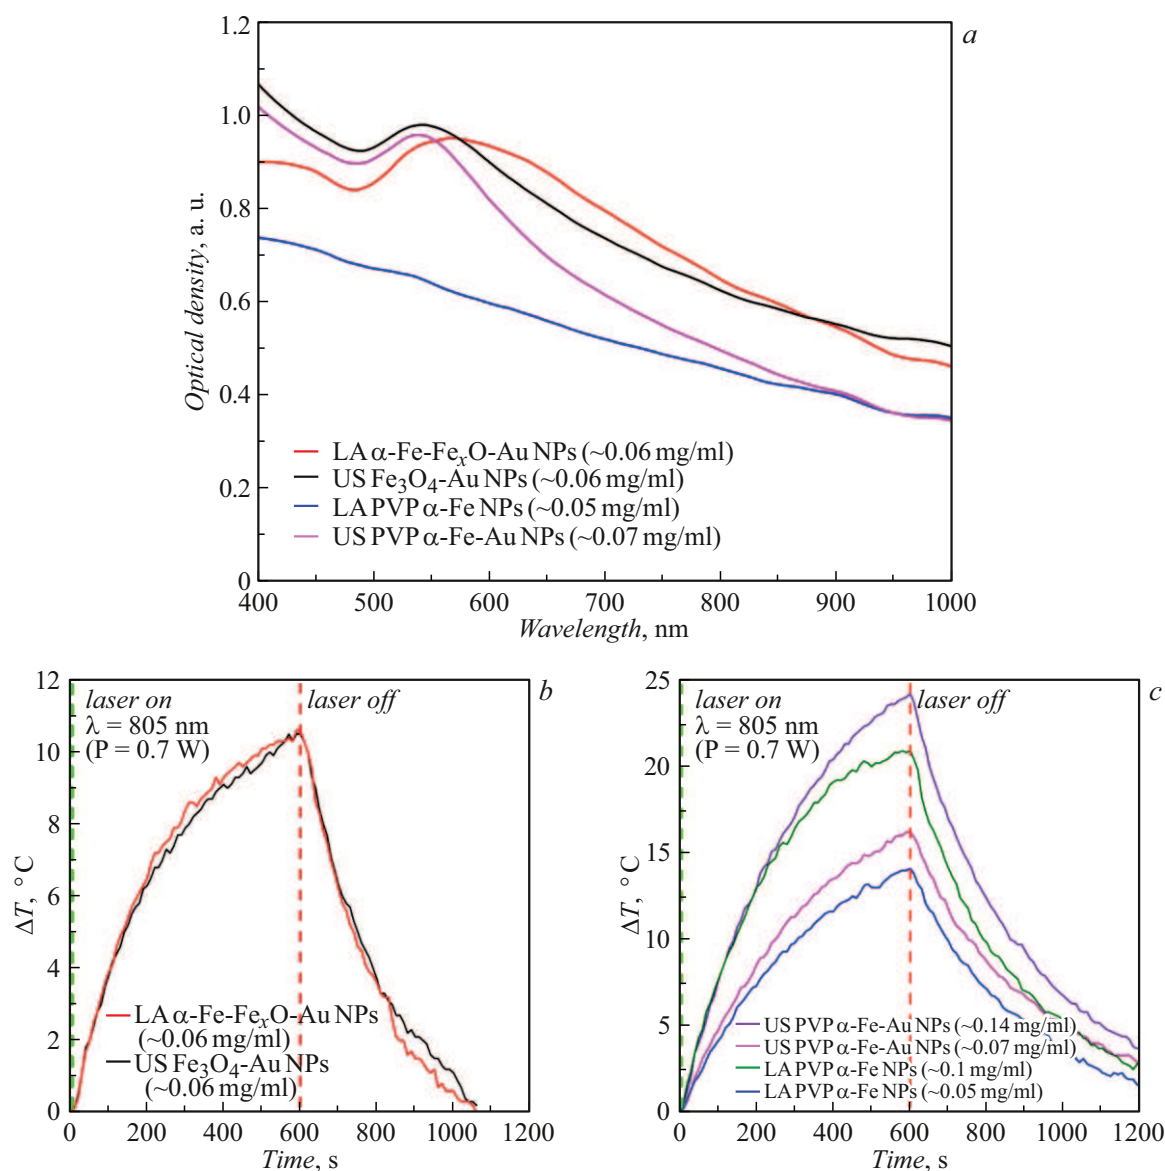 a
1.2
1.0
0.8
0.6
0.4
0.2
0
Optical density, a. u.
LA α-Fe-FeₓO-Au NPs (~0.06 mg/ml)
US Fe₃O₄-Au NPs (~0.06 mg/ml)
LA PVP α-Fe NPs (~0.05 mg/ml)
US PVP α-Fe-Au NPs (~0.07 mg/ml)
400 500 600 700 800 900 1000
Wavelength, nm
b
12
10
8
6
4
2
0
ΔT, °C
laser on
λ = 805 nm
(P = 0.7 W)
laser off
LA α-Fe-FeₓO-Au NPs
(~0.06 mg/ml)
US Fe₃O₄-Au NPs
(~0.06 mg/ml)
0 200 400 600 800 1000 1200
Time, s
c
25
20
15
10
5
0
ΔT, °C
laser on
λ = 805 nm
(P = 0.7 W)
laser off
US PVP α-Fe-Au NPs (~0.14 mg/ml)
US PVP α-Fe-Au NPs (~0.07 mg/ml)
LA PVP α-Fe NPs (~0.1 mg/ml)
LA PVP α-Fe NPs (~0.05 mg/ml)
0 200 400 600 800 1000 1200
Time, s